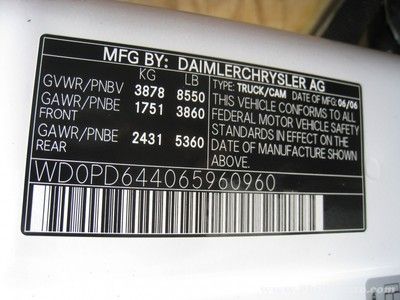 MFG BY: DAIMLERCHRYSLER AG
KG LB
GVWR/PNBV 3878 8550
GAWR/PNBE 1751 3860
FRONT
GAWR/PNBE 2431 5360
REAR
TYPE: TRUCK/CAM DATE OF MFG: 06/06
THIS VEHICLE CONFORMS TO ALL
FEDERAL MOTOR VEHICLE SAFETY
STANDARDS IN EFFECT ON THE
DATE OF MANUFACTURE SHOWN
ABOVE.
WD0PD644065960960